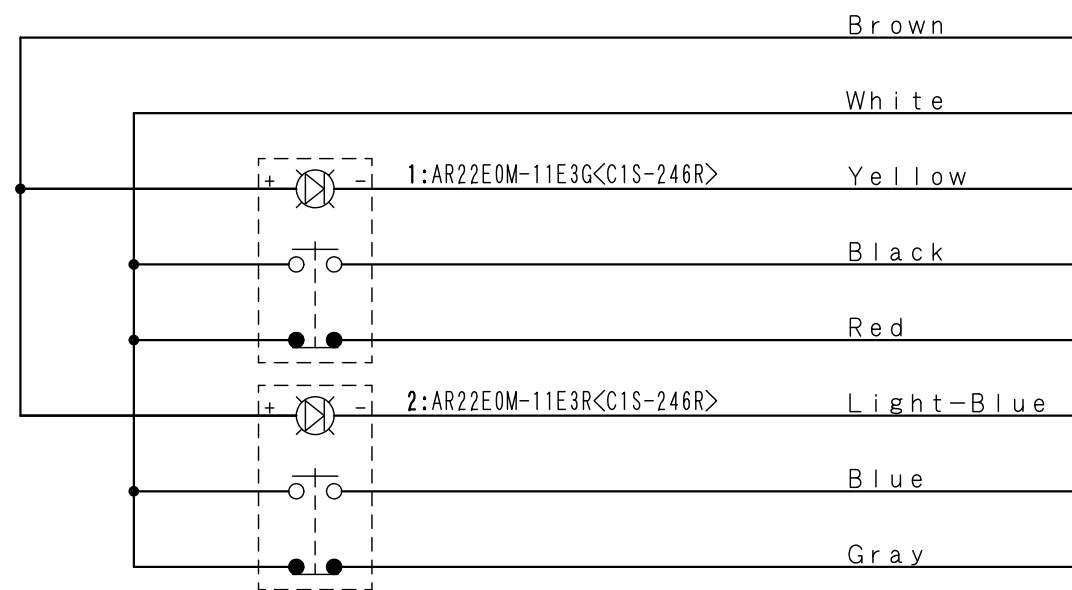 Brown
White
+ - 1:AR22E0M-11E3G<C1S-246R> Yellow
Black
Red
+ - 2:AR22E0M-11E3R<C1S-246R> Light-Blue
Blue
Gray